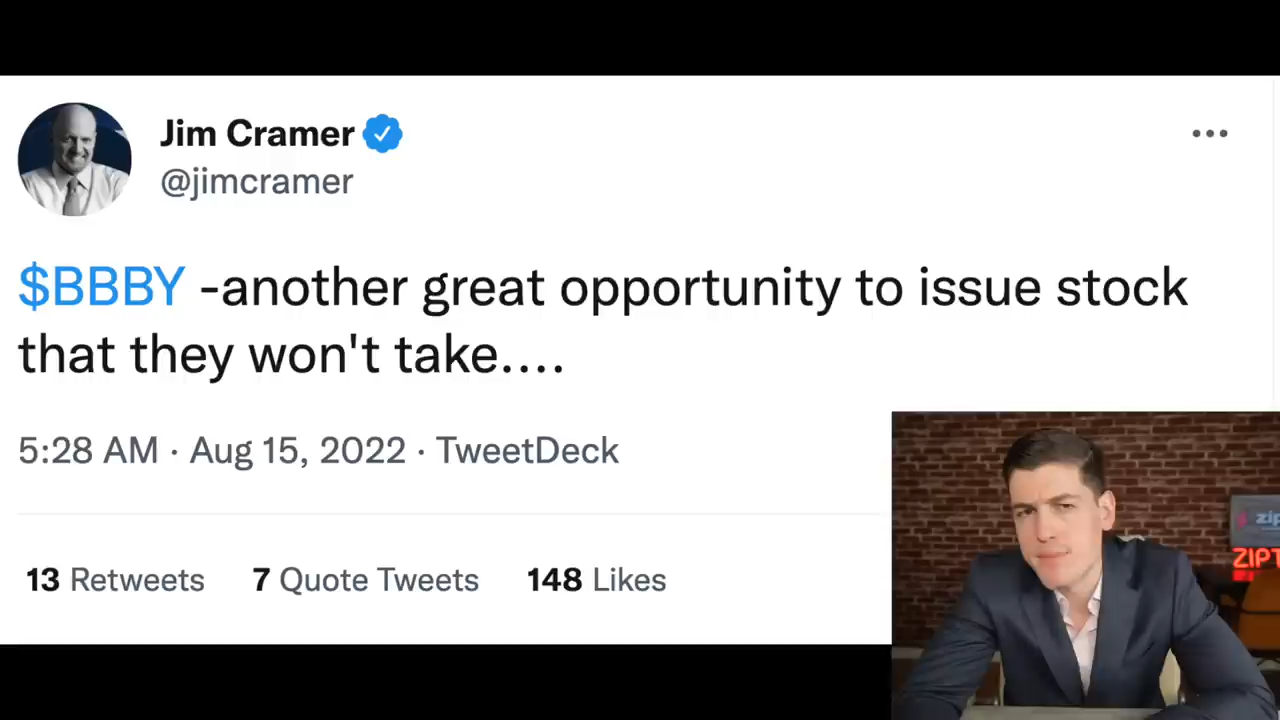 Jim Cramer
@jimcramer
$BBBY -another great opportunity to issue stock
that they won't take....
5:28 AM · Aug 15, 2022 · TweetDeck
13 Retweets 7 Quote Tweets 148 Likes
zip
ZIPT